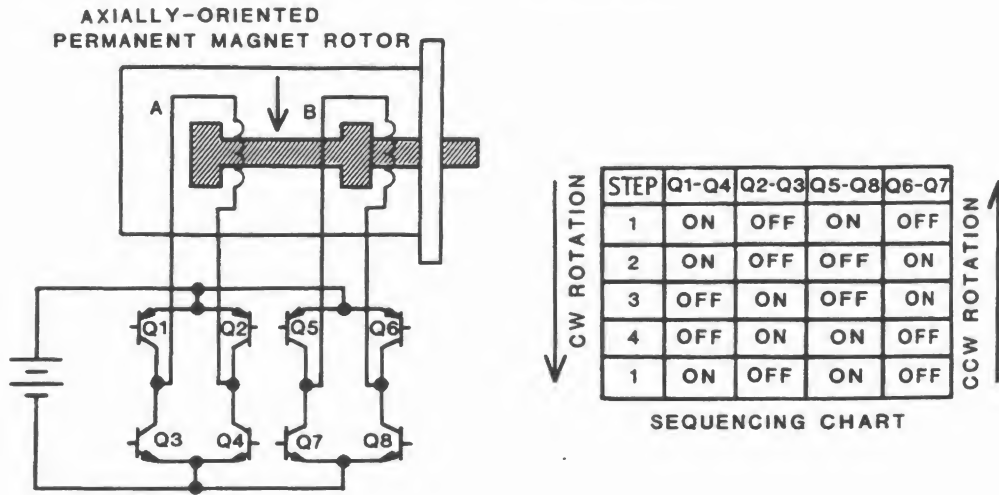 AXIALLY-ORIENTED
PERMANENT MAGNET ROTOR
A
B
Q1 Q2 Q5 Q6
Q3 Q4 Q7 Q8
CW ROTATION
STEP Q1-Q4 Q2-Q3 Q5-Q8 Q6-Q7
1 ON OFF ON OFF
2 ON OFF OFF ON
3 OFF ON OFF ON
4 OFF ON ON OFF
1 ON OFF ON OFF
CCW ROTATION
SEQUENCING CHART